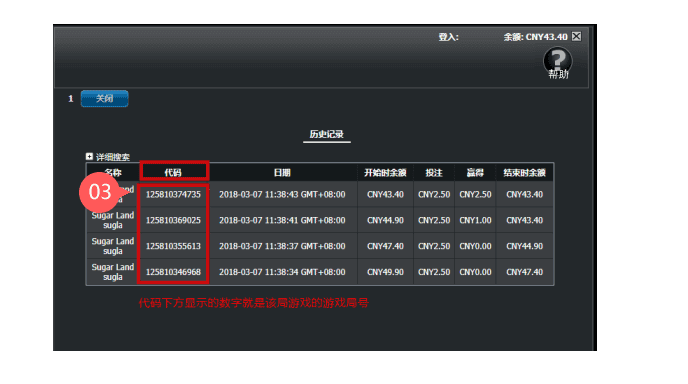 登入: 余额: CNY43.40
帮助
1 关闭
历史记录
详细搜索
名称 代码 日期 开始时余额 投注 赢得 结束时余额
03 125810374735 2018-03-07 11:38:43 GMT+08:00 CNY43.40 CNY2.50 CNY2.50 CNY43.40
Sugar Land
sugla 125810369025 2018-03-07 11:38:41 GMT+08:00 CNY44.90 CNY2.50 CNY1.00 CNY43.40
Sugar Land
sugla 125810355613 2018-03-07 11:38:37 GMT+08:00 CNY47.40 CNY2.50 CNY0.00 CNY44.90
Sugar Land
sugla 125810346968 2018-03-07 11:38:34 GMT+08:00 CNY49.90 CNY2.50 CNY0.00 CNY47.40
代码下方显示的数字就是该局游戏的游戏局号